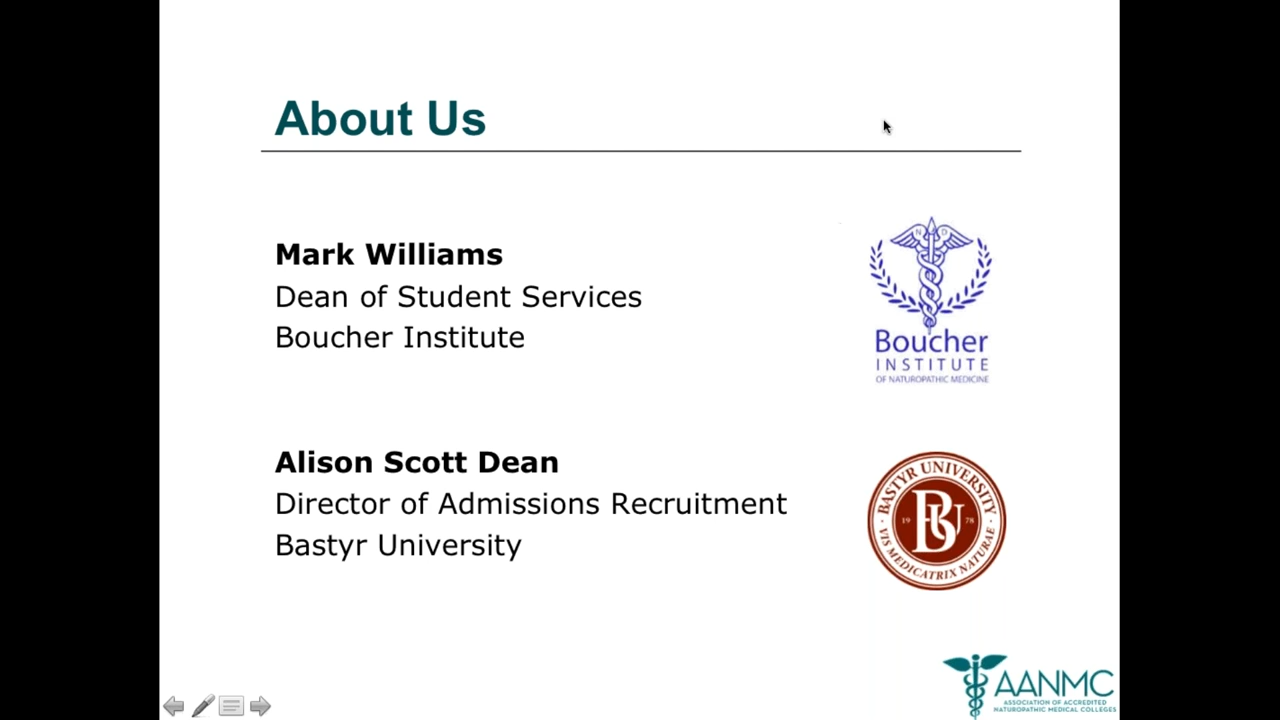 About Us
Mark Williams
Dean of Student Services
Boucher Institute
N D
Boucher
INSTITUTE
OF NATUROPATHIC MEDICINE
Alison Scott Dean
Director of Admissions Recruitment
Bastyr University
BASTYR UNIVERSITY
19 BU 78
VIS MEDICATRIX NATURAE
AANMC
ASSOCIATION OF ACCREDITED
NATUROPATHIC MEDICAL COLLEGES